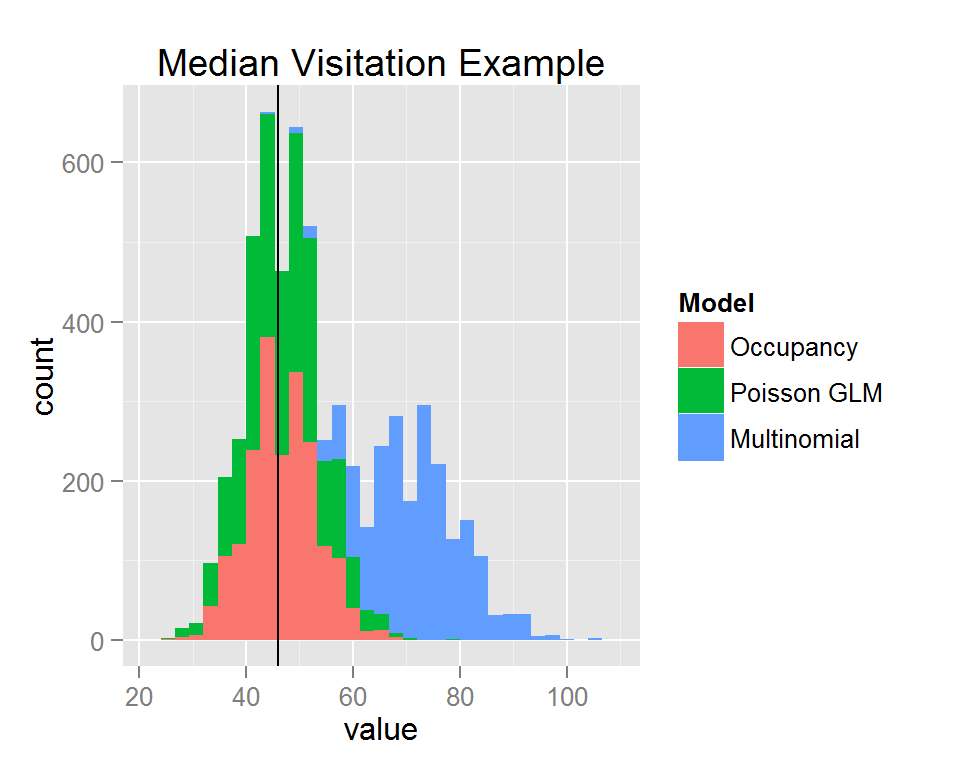 Median Visitation Example
600
400
200
0
count
20 40 60 80 100
value
Model
Occupancy
Poisson GLM
Multinomial